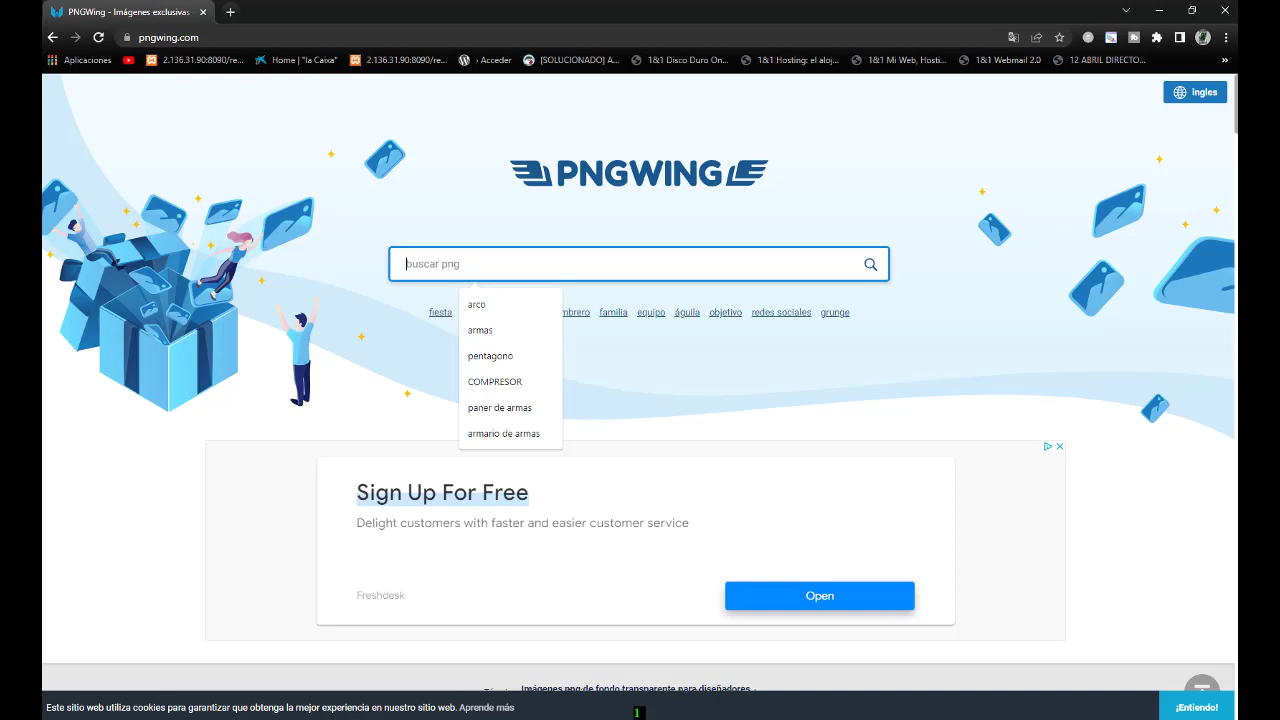 PNGWing - Imágenes exclusivas
pngwing.com
Aplicaciones
2.136.31.90:8090/re...
Home | "la Caixa"
2.136.31.90:8090/re...
› Acceder
[SOLUCIONADO] A...
1&1 Disco Duro On...
1&1 Hosting: el aloj...
1&1 Mi Web, Hosti...
1&1 Webmail 2.0
12 ABRIL DIRECTO...
»
Ingles
PNGWING
buscar png
fiesta
mbrero
familia
equipo
águila
objetivo
redes sociales
grunge
arco
armas
pentagono
COMPRESOR
paner de armas
armario de armas
Sign Up For Free
Delight customers with faster and easier customer service
Freshdesk
Open
Imágenes png de fondo transparente para diseñadores
Este sitio web utiliza cookies para garantizar que obtenga la mejor experiencia en nuestro sitio web. Aprende más
¡Entiendo!
1